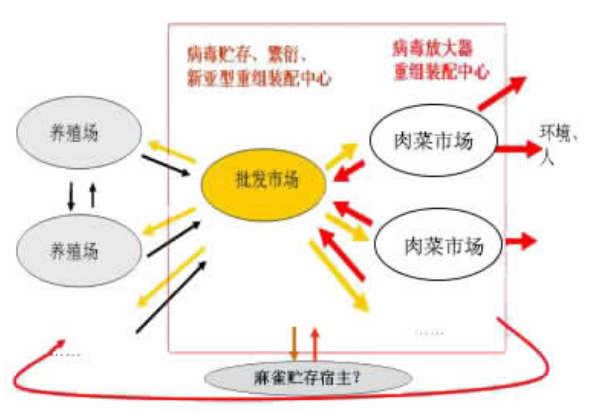 病毒贮存、繁衍、
新亚型重组装配中心
病毒放大器
重组装配中心
养殖场
肉菜市场
环境、
人
批发市场
养殖场
肉菜市场
……
……
麻雀贮存宿主?